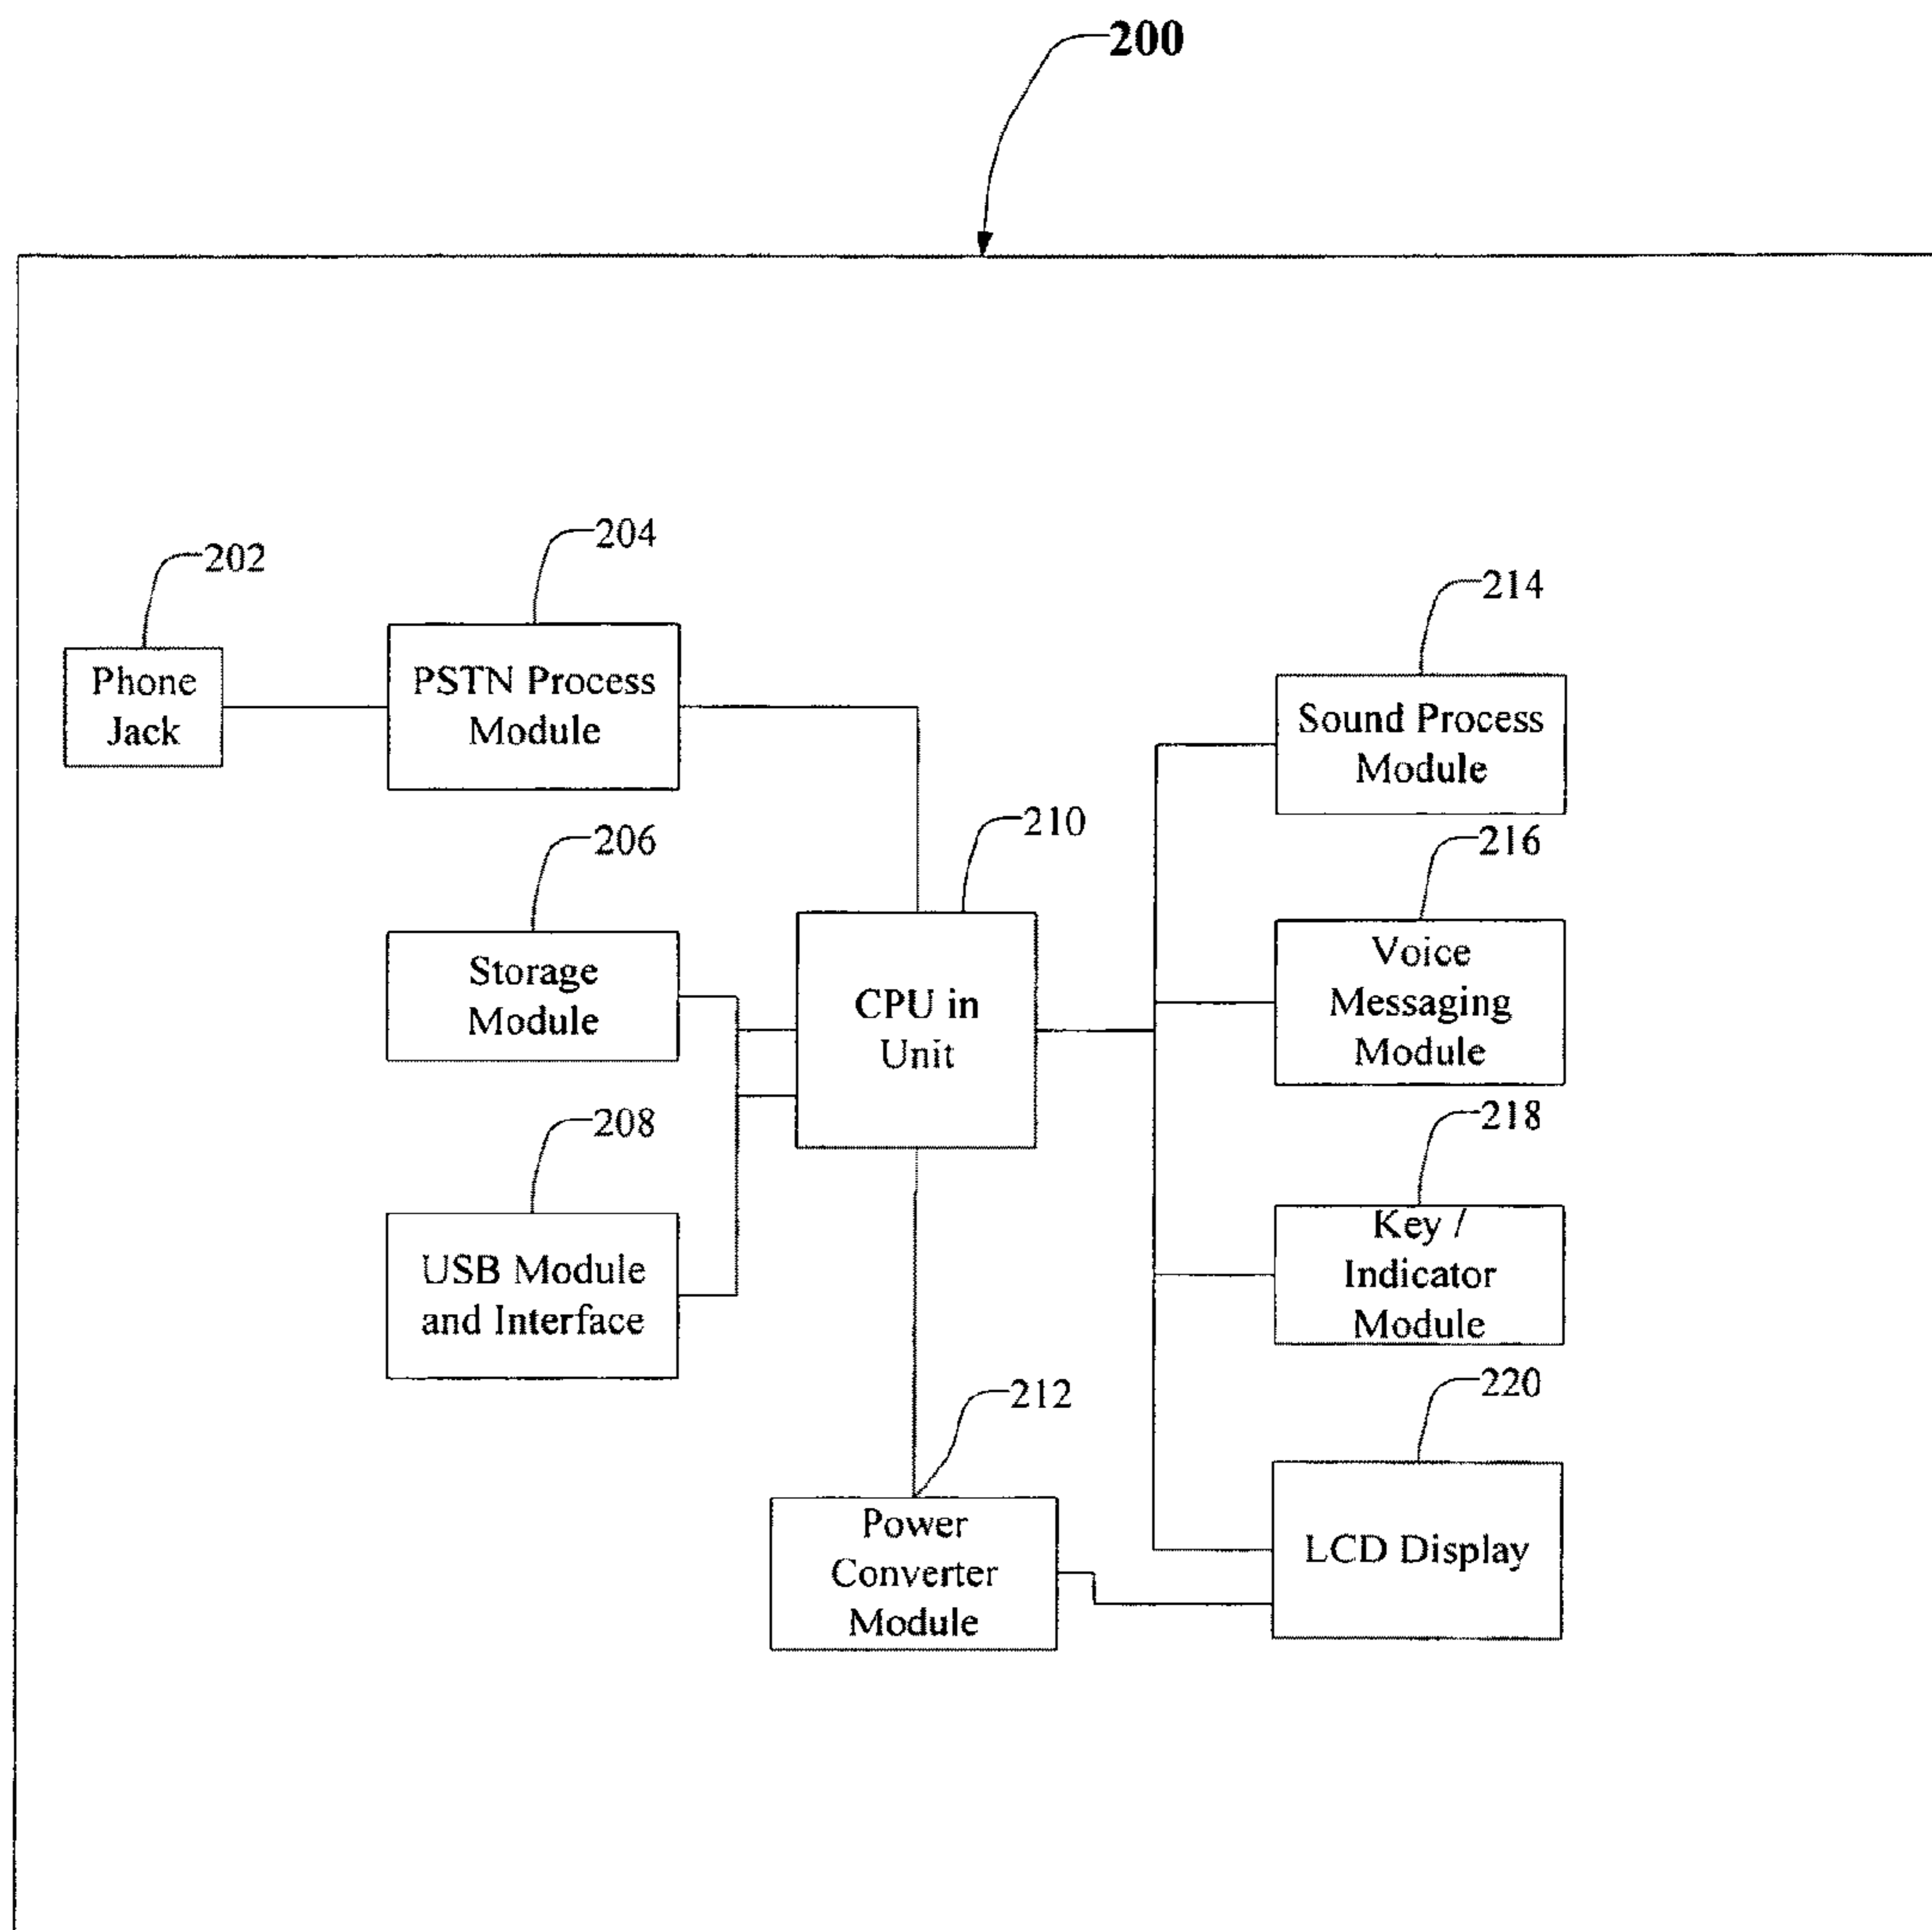 200
202
204
214
Phone
Jack
PSTN Process
Module
Sound Process
Module
206
210
216
Storage
Module
CPU in
Unit
Voice
Messaging
Module
208
218
USB Module
and Interface
Key /
Indicator
Module
212
220
Power
Converter
Module
LCD Display